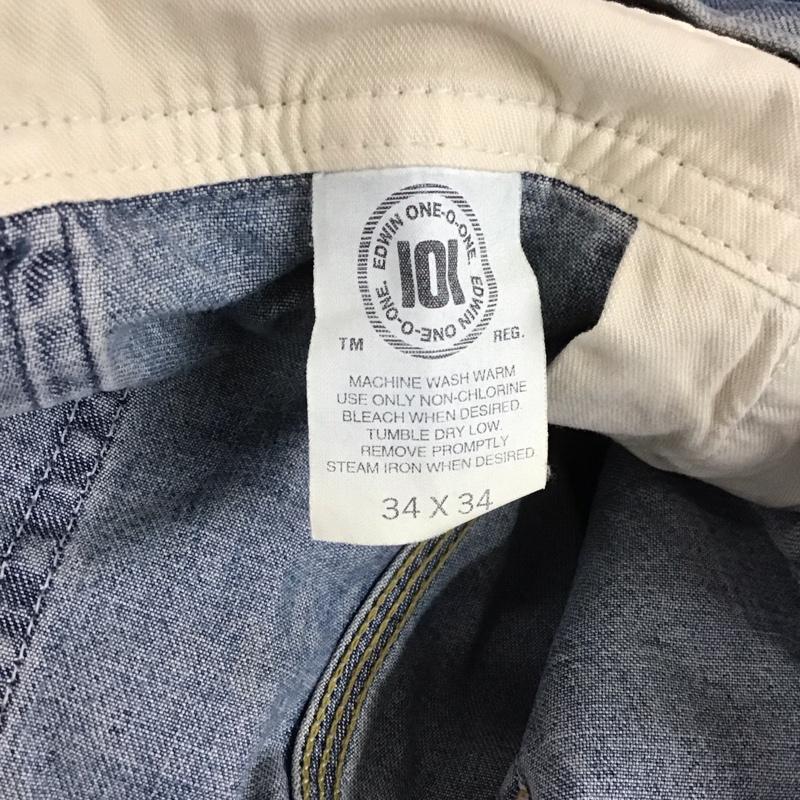 EDWIN ONE-O-ONE.
EDWIN ONE-O-ONE.
101
TM REG.
MACHINE WASH WARM
USE ONLY NON-CHLORINE
BLEACH WHEN DESIRED.
TUMBLE DRY LOW.
REMOVE PROMPTLY
STEAM IRON WHEN DESIRED
34 X 34